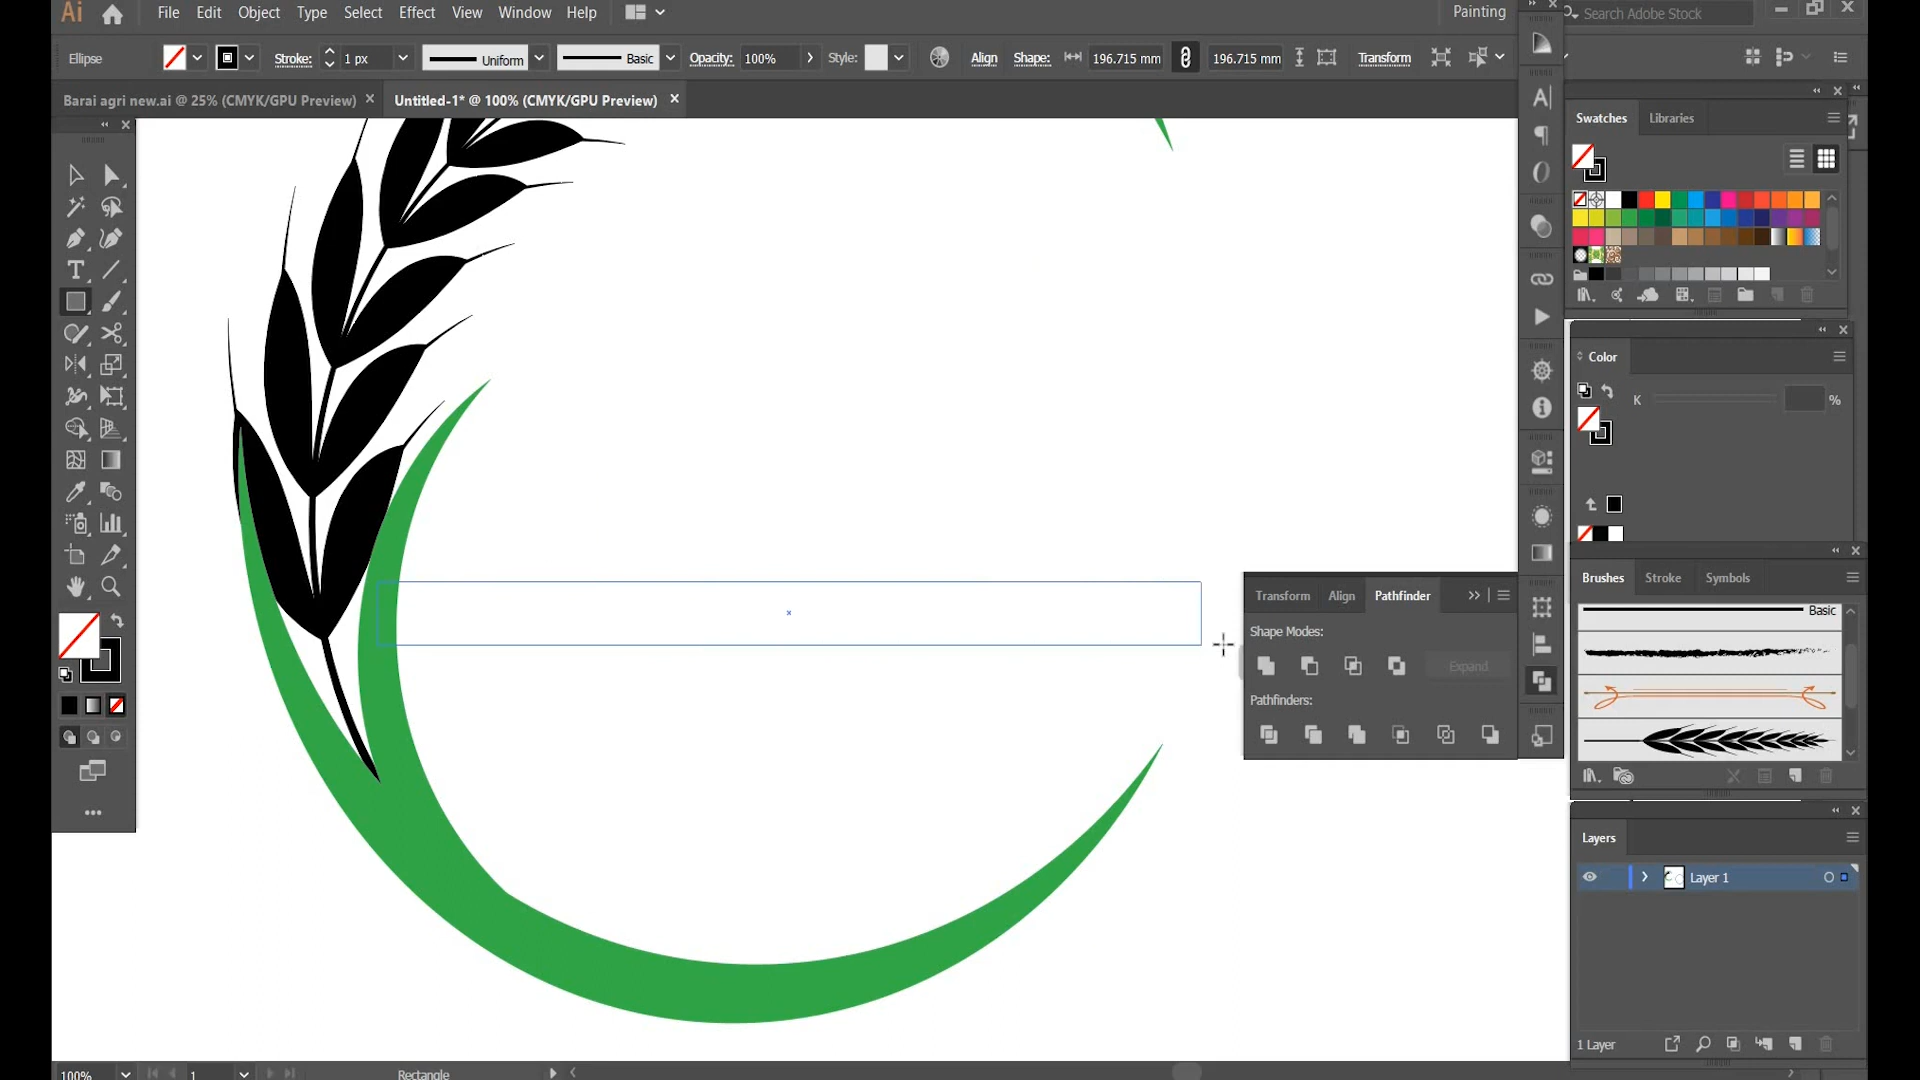 Ai File Edit Object Type Select Effect View Window Help Painting Search Adobe Stock
Ellipse Stroke: 1 px Uniform Basic Opacity: 100% Style: Align Shape: 196.715 mm 196.715 mm Transform
Barai agri new.ai @ 25% (CMYK/GPU Preview) Untitled-1* @ 100% (CMYK/GPU Preview)
Swatches Libraries
Color
K %
Brushes Stroke Symbols
Basic
Transform Align Pathfinder
Shape Modes:
Expand
Pathfinders:
Layers
Layer 1
1 Layer
100% 1 Rectangle